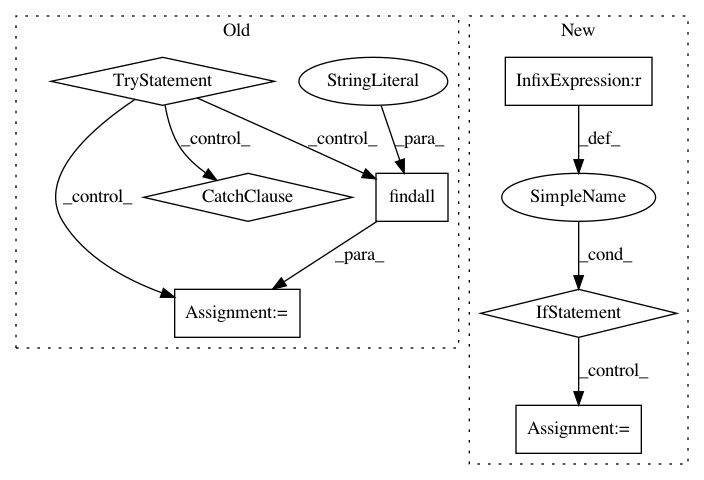 Old
New
TryStatement
StringLiteral
InfixExpression:r
_control_
_control_
_para_
_def_
_control_
CatchClause
findall
SimpleName
_para_
_cond_
Assignment:=
IfStatement
_control_
Assignment:=